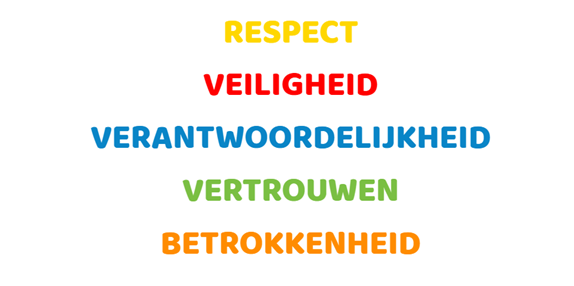 RESPECT
VEILIGHEID
VERANTWOORDELIJKHEID
VERTROUWEN
BETROKKENHEID